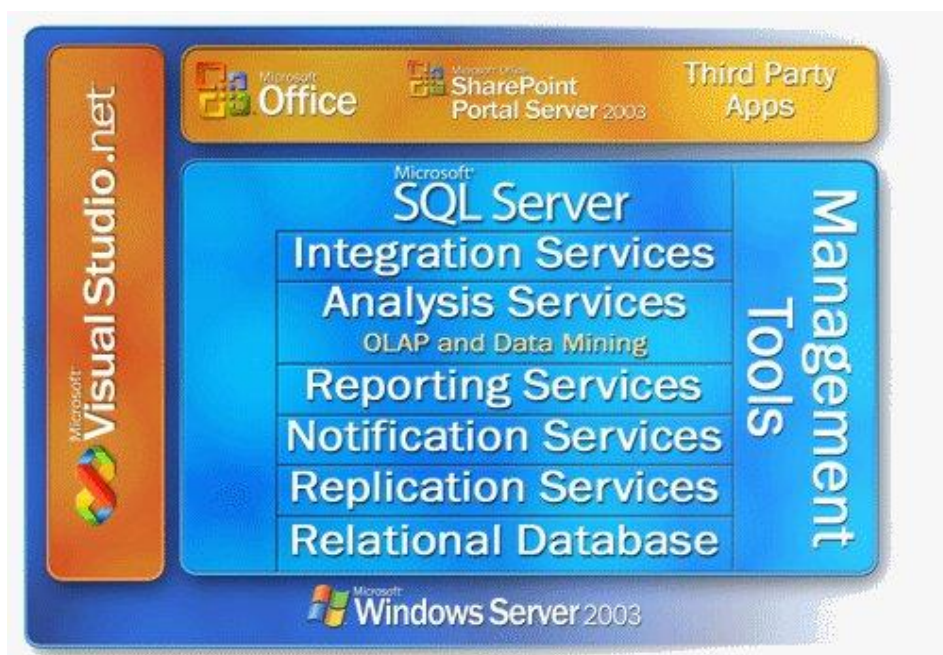 Microsoft
Visual Studio.net
Microsoft
Office
Microsoft Office
SharePoint
Portal Server 2003
Third Party
Apps
Microsoft
SQL Server
Integration Services
Analysis Services
OLAP and Data Mining
Reporting Services
Notification Services
Replication Services
Relational Database
Management
Tools
Microsoft
Windows Server 2003